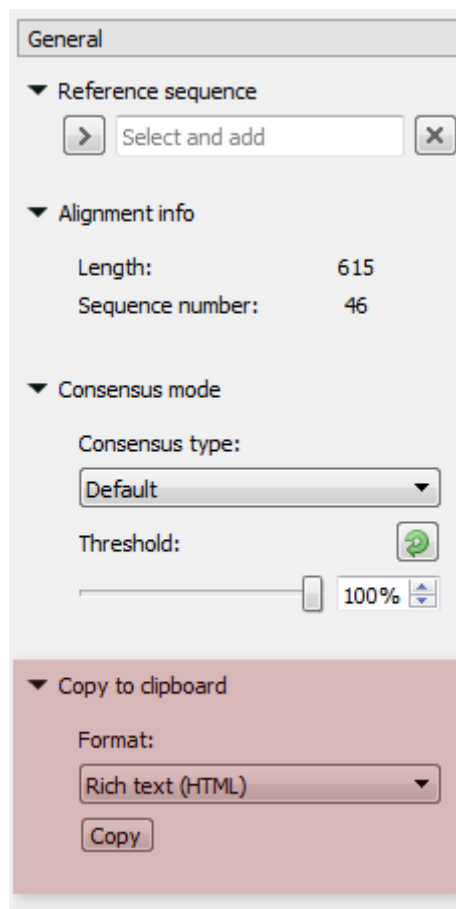 General
Reference sequence
Select and add
Alignment info
Length: 615
Sequence number: 46
Consensus mode
Consensus type:
Default
Threshold:
100%
Copy to clipboard
Format:
Rich text (HTML)
Copy